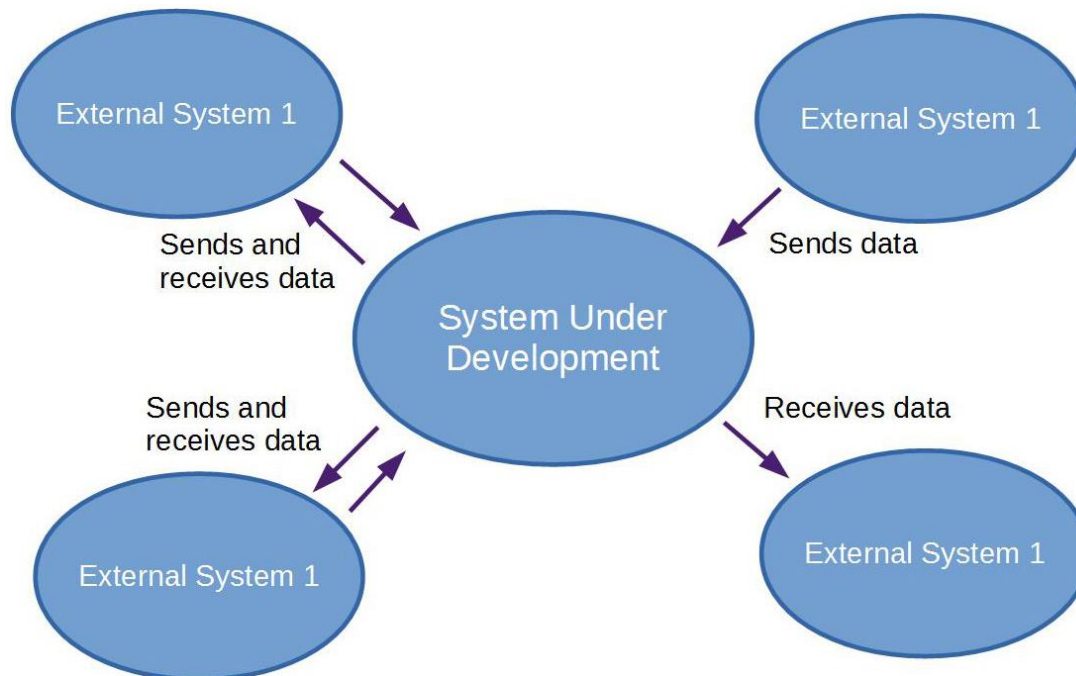 External System 1
External System 1
Sends and
receives data
Sends data
System Under
Development
Sends and
receives data
Receives data
External System 1
External System 1